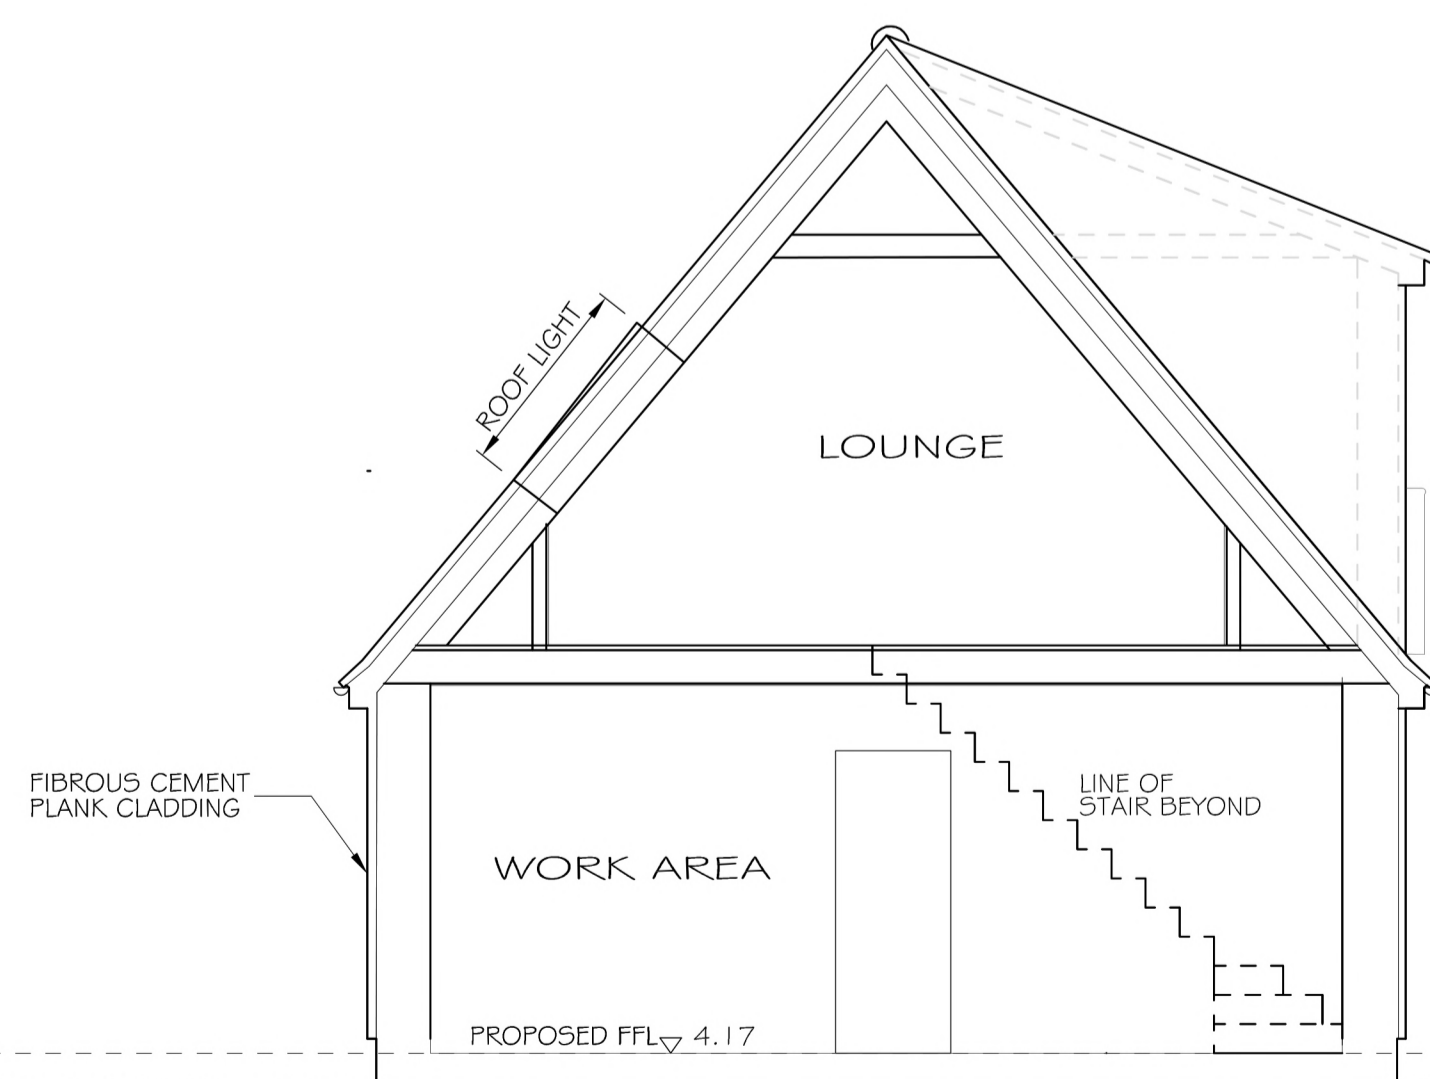 ROOF LIGHT
LOUNGE
FIBROUS CEMENT
PLANK CLADDING
LINE OF
STAIR BEYOND
WORK AREA
PROPOSED FFL 4.17